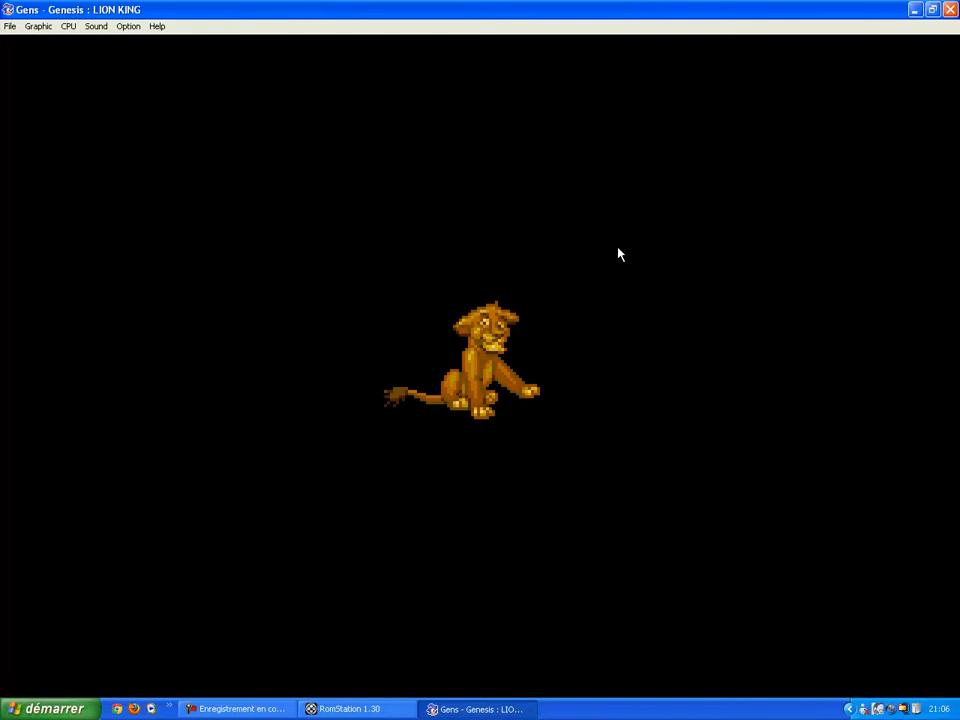 Gens - Genesis : LION KING
File Graphic CPU Sound Option Help
démarrer » Enregistrement en co... RomStation 1.30 Gens - Genesis : LIO... 21:06